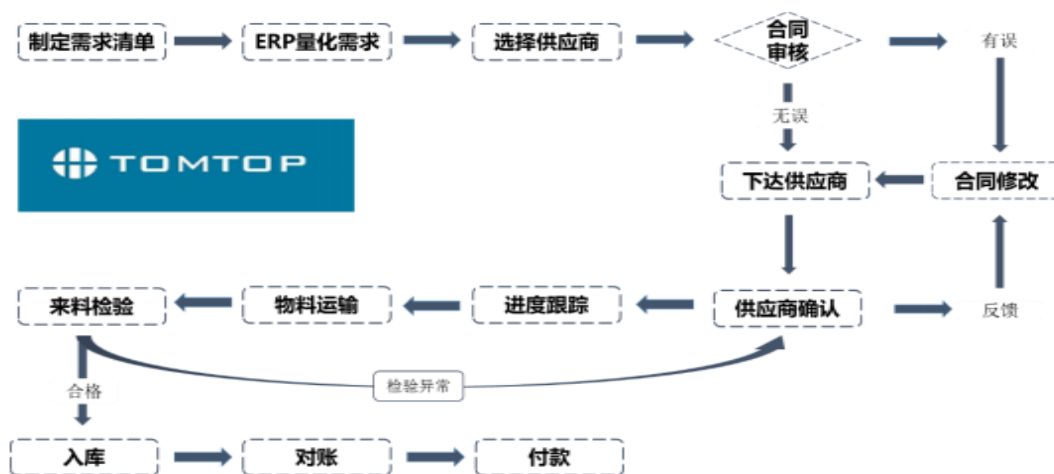 制定需求清单
ERP量化需求
选择供应商
合同
审核
有误
无误
TOMTOP
下达供应商
合同修改
来料检验
物料运输
进度跟踪
供应商确认
反馈
检验异常
合格
入库
对账
付款